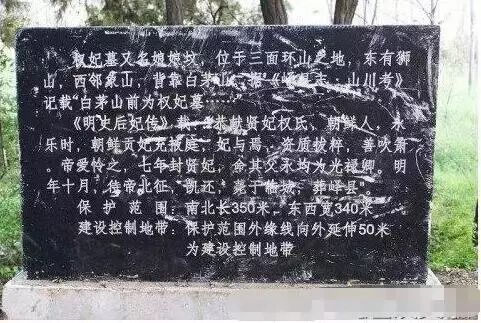 权妃墓又名娘娘坟，位于三面环山之地，东有狮
山，西邻象山，背靠白茅山，据《峄县志·山川考》
记载"白茅山前为权妃墓……"
《明史后妃传》载"恭献贤妃权氏，朝鲜人，永
乐时，朝鲜贡妃充掖庭，妃与焉，资质拔粹，善吹箫
。帝爱怜之，七年封贤妃，命其父永均为光禄卿。明
年十月，侍帝北征，凯还，薨于临城，葬峄县"。
保护范围：南北长350米，东西宽340米
建设控制地带：保护范围外缘线向外延伸50米
为建设控制地带